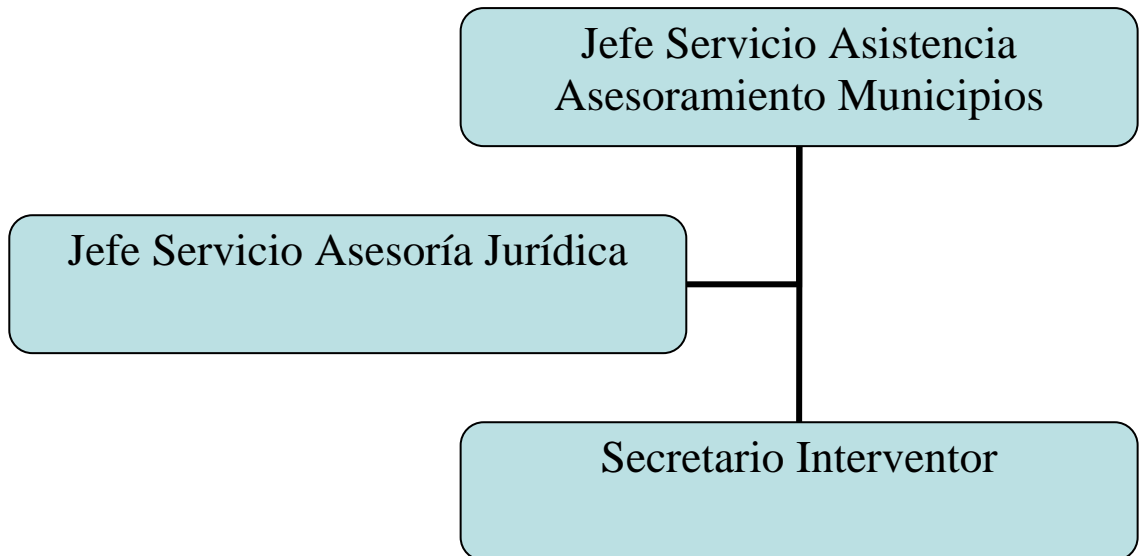 Jefe Servicio Asistencia
Asesoramiento Municipios
Jefe Servicio Asesoría Jurídica
Secretario Interventor